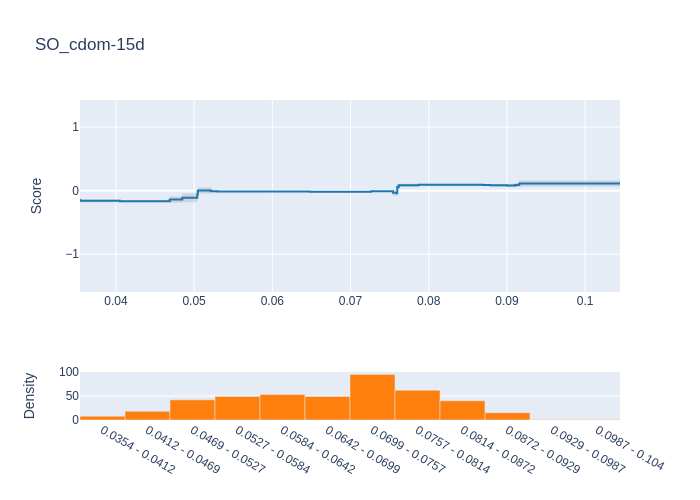 SO_cdom-15d
Score
1
0
−1
0.04 0.05 0.06 0.07 0.08 0.09 0.1
Density
100
50
0
0.0354 - 0.0412
0.0412 - 0.0469
0.0469 - 0.0527
0.0527 - 0.0584
0.0584 - 0.0642
0.0642 - 0.0699
0.0699 - 0.0757
0.0757 - 0.0814
0.0814 - 0.0872
0.0872 - 0.0929
0.0929 - 0.0987
0.0987 - 0.104